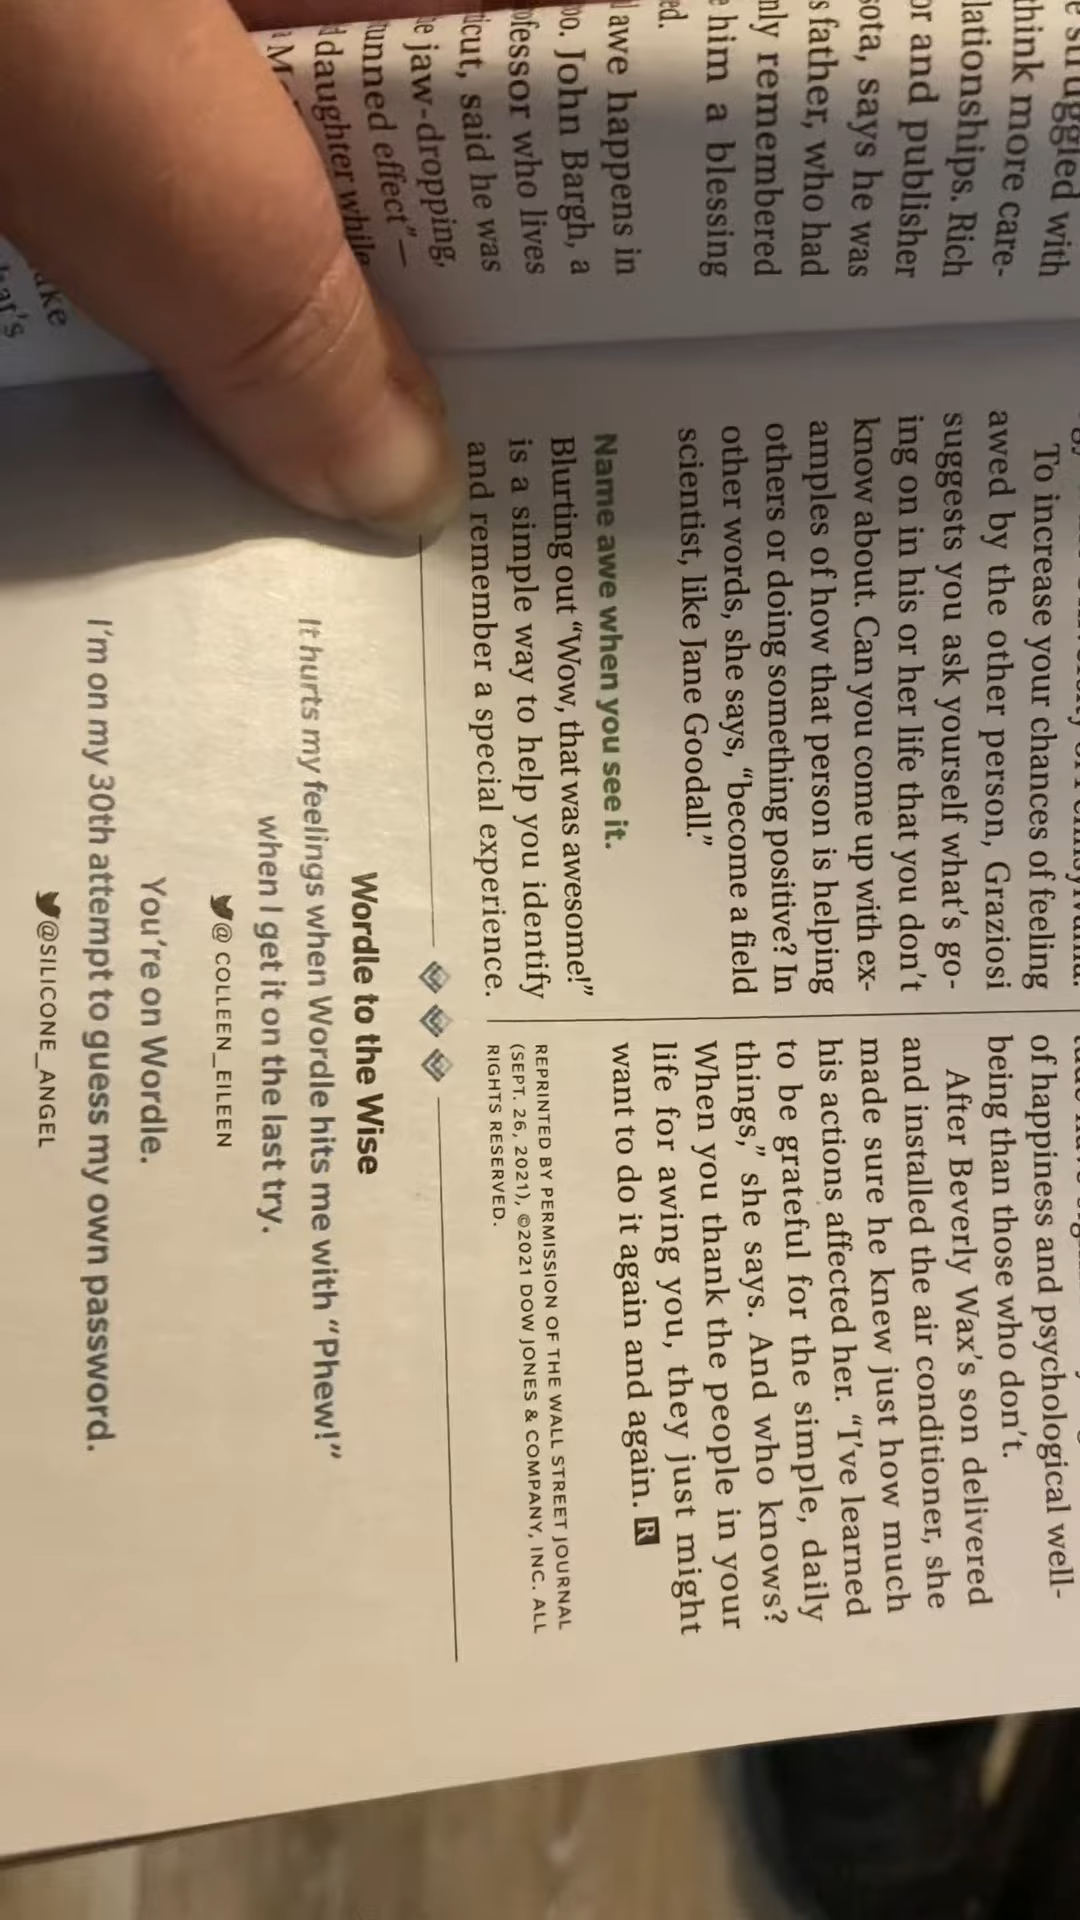 e struggled with
think more care-
lationships. Rich
or and publisher
sota, says he was
s father, who had
nly remembered
e him a blessing
ed.
awe happens in
oo. John Bargh, a
ofessor who lives
icut, said he was
e jaw-dropping,
unned effect”—
d daughter while
ake
hat's
To increase your chances of feeling
awed by the other person, Graziosi
suggests you ask yourself what's go-
ing on in his or her life that you don't
know about. Can you come up with ex-
amples of how that person is helping
others or doing something positive? In
other words, she says, “become a field
scientist, like Jane Goodall.”
Name awe when you see it.
Blurting out “Wow, that was awesome!”
is a simple way to help you identify
and remember a special experience.
of happiness and psychological well-
being than those who don't.
After Beverly Wax's son delivered
and installed the air conditioner, she
made sure he knew just how much
his actions affected her. “I've learned
to be grateful for the simple, daily
things,” she says. And who knows?
When you thank the people in your
life for awing you, they just might
want to do it again and again. R
REPRINTED BY PERMISSION OF THE WALL STREET JOURNAL
(SEPT. 26, 2021), ©2021 DOW JONES & COMPANY, INC. ALL
RIGHTS RESERVED.
Wordle to the Wise
It hurts my feelings when Wordle hits me with “Phew!”
when I get it on the last try.
@ COLLEEN_EILEEN
You're on Wordle.
I'm on my 30th attempt to guess my own password.
@SILICONE_ANGEL